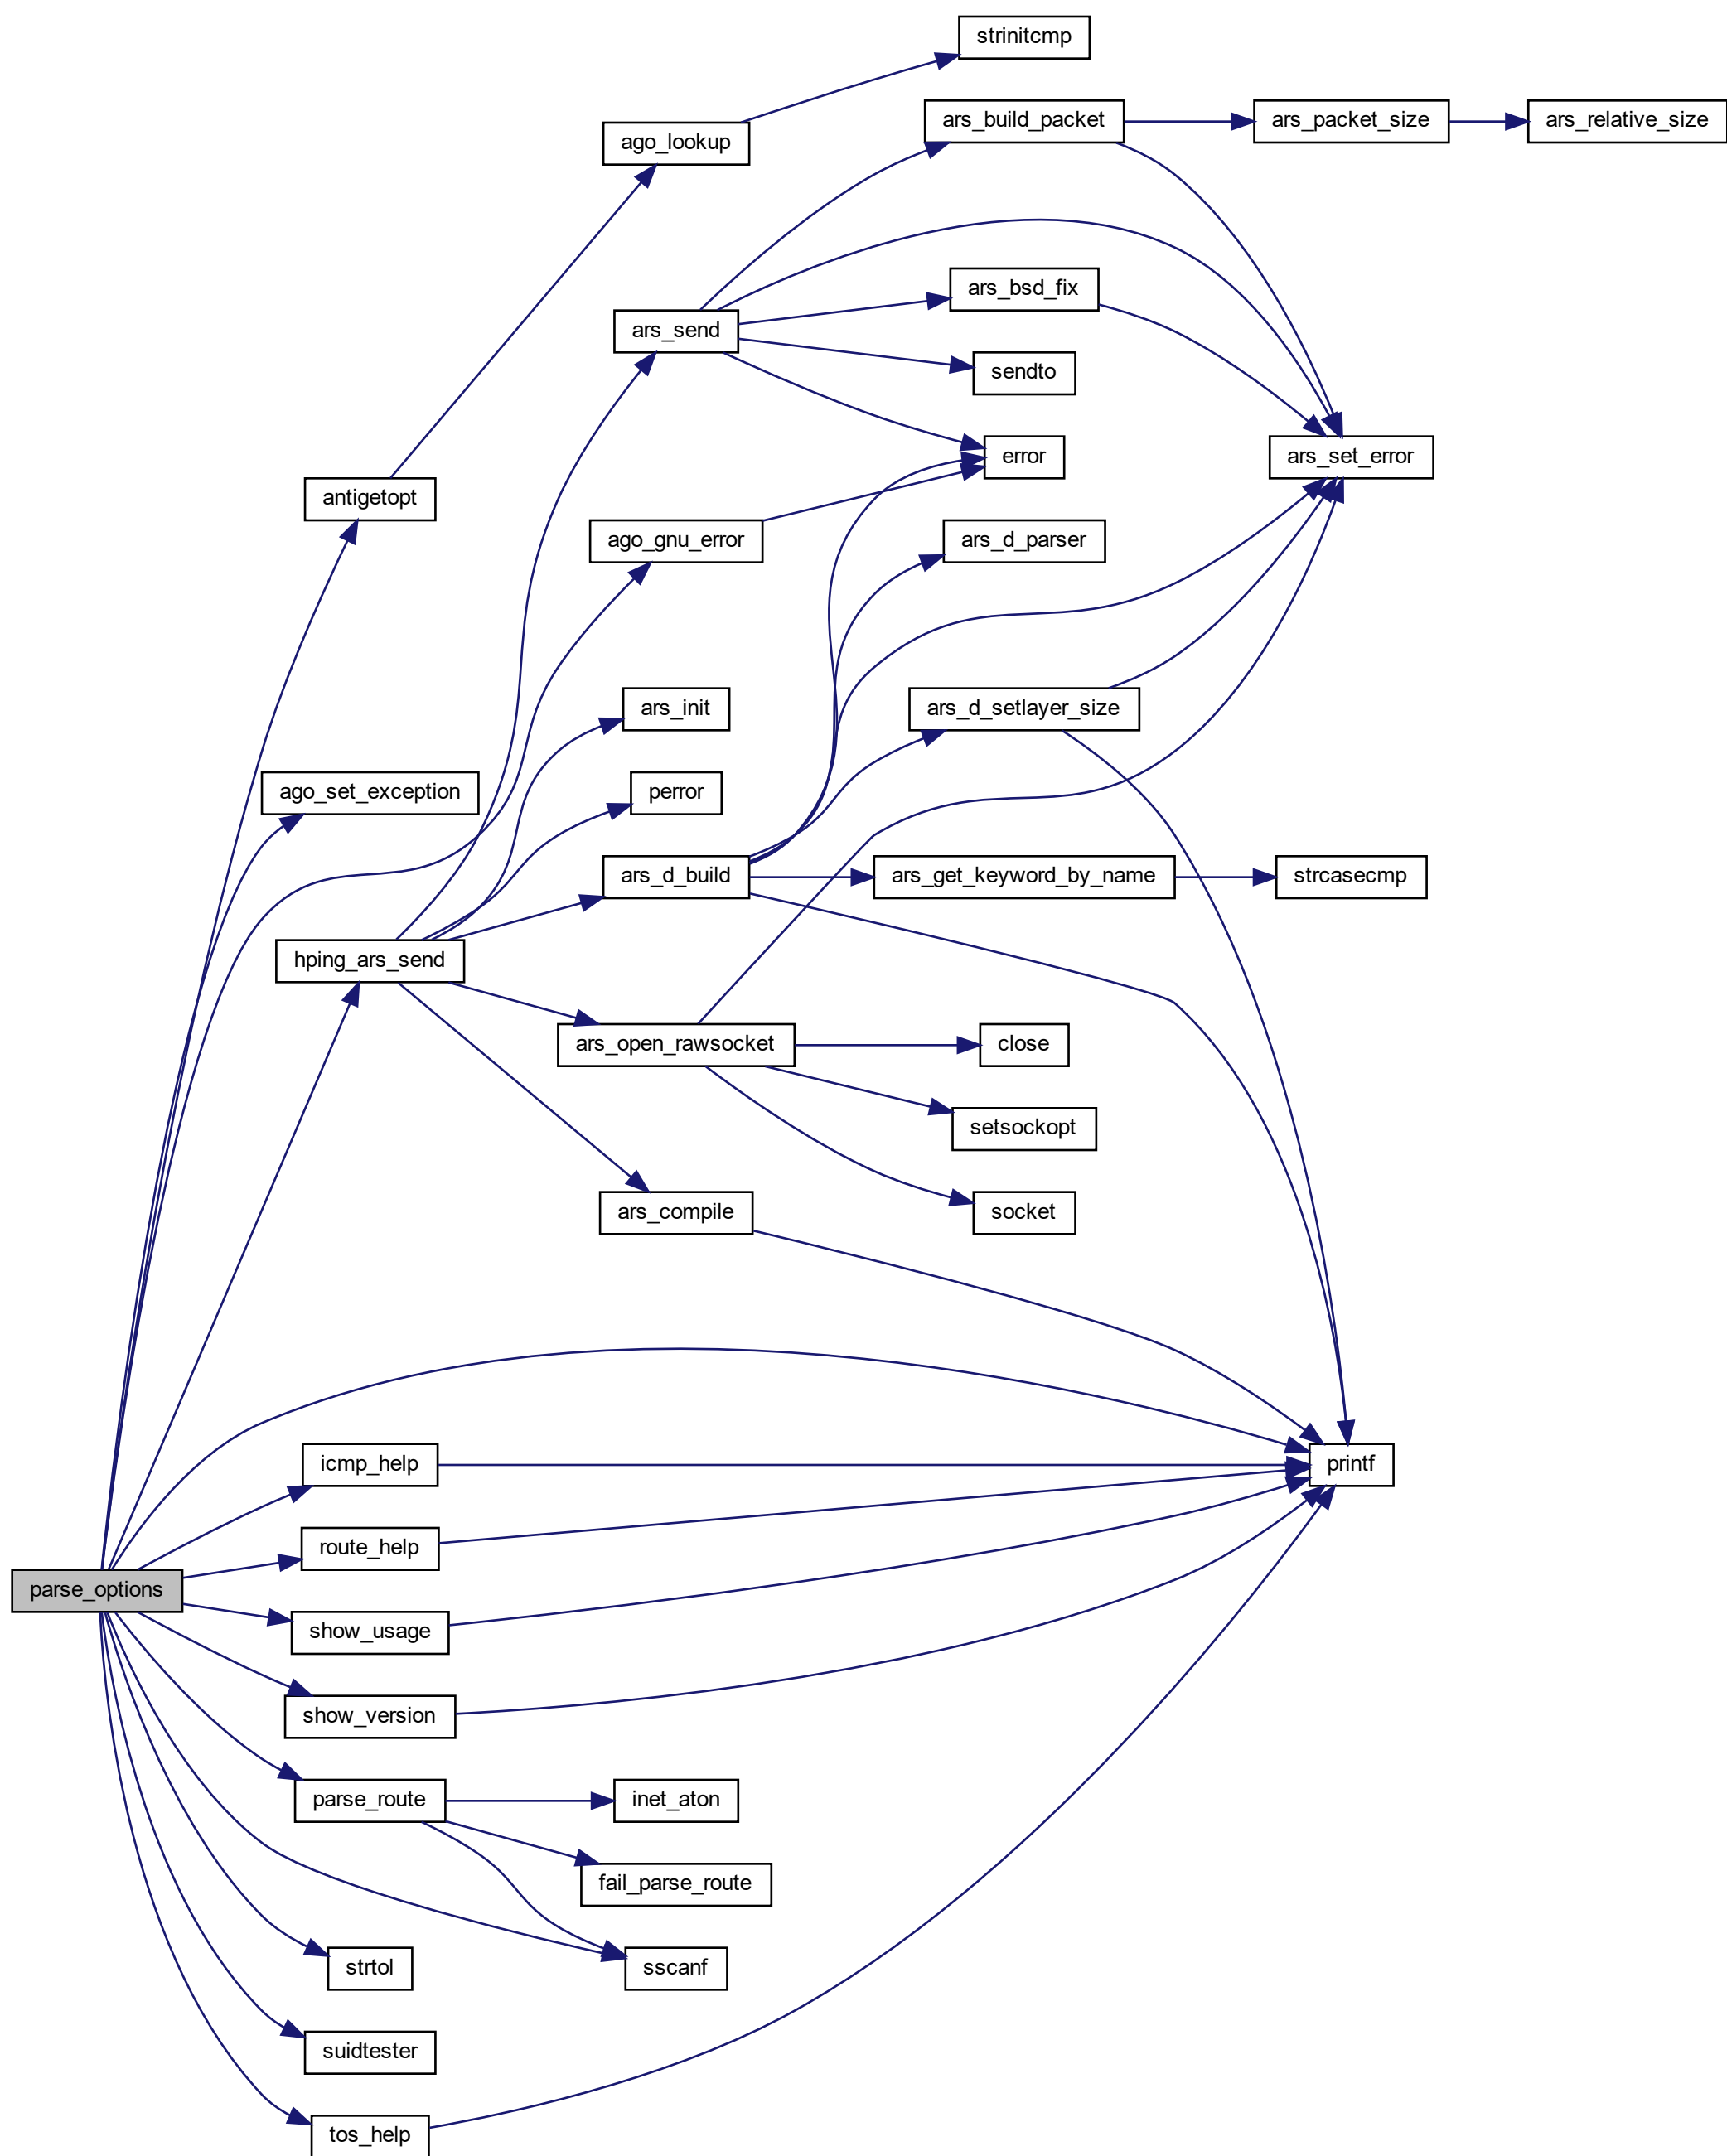 strinitcmp
ars_build_packet
ars_packet_size
ars_relative_size
ago_lookup
ars_bsd_fix
ars_send
sendto
error
ars_set_error
antigetopt
ago_gnu_error
ars_d_parser
ars_init
ars_d_setlayer_size
ago_set_exception
perror
ars_d_build
ars_get_keyword_by_name
strcasecmp
hping_ars_send
ars_open_rawsocket
close
setsockopt
ars_compile
socket
icmp_help
printf
route_help
parse_options
show_usage
show_version
parse_route
inet_aton
fail_parse_route
strtol
sscanf
suidtester
tos_help